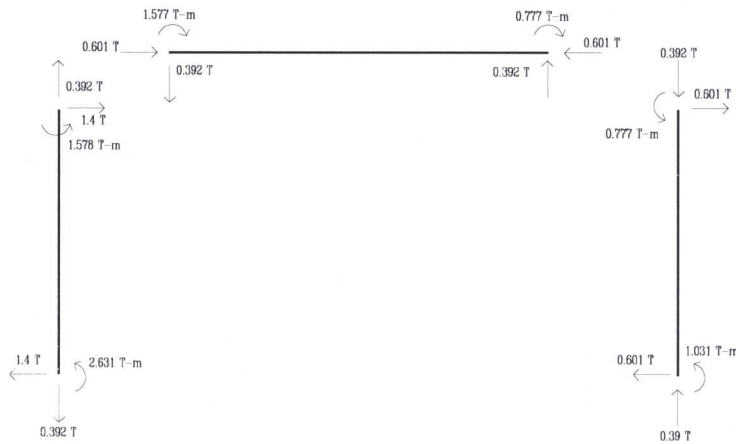 1.577 T-m
0.777 T-m
0.601 T
0.601 T
0.392 T
0.392 T
0.392 T
0.392 T
0.601 T
1.4 T
1.578 T-m
0.777 T-m
1.4 T
2.631 T-m
0.392 T
0.601 T
1.031 T-m
0.39 T